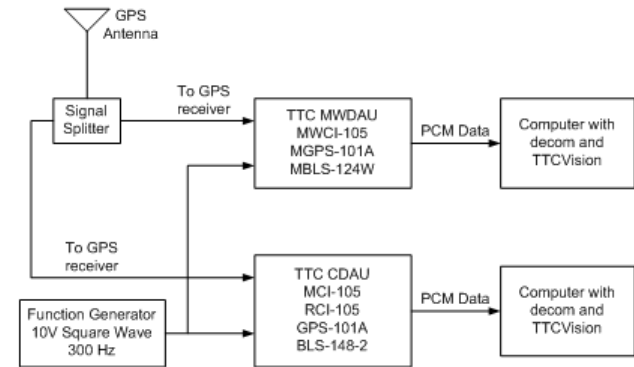 GPS
Antenna
Signal
Splitter
To GPS
receiver
TTC MWDAU
MWCI-105
MGPS-101A
MBLS-124W
PCM Data
Computer with
decom and
TTCVision
To GPS
receiver
Function Generator
10V Square Wave
300 Hz
TTC CDAU
MCI-105
RCI-105
GPS-101A
BLS-148-2
PCM Data
Computer with
decom and
TTCVision